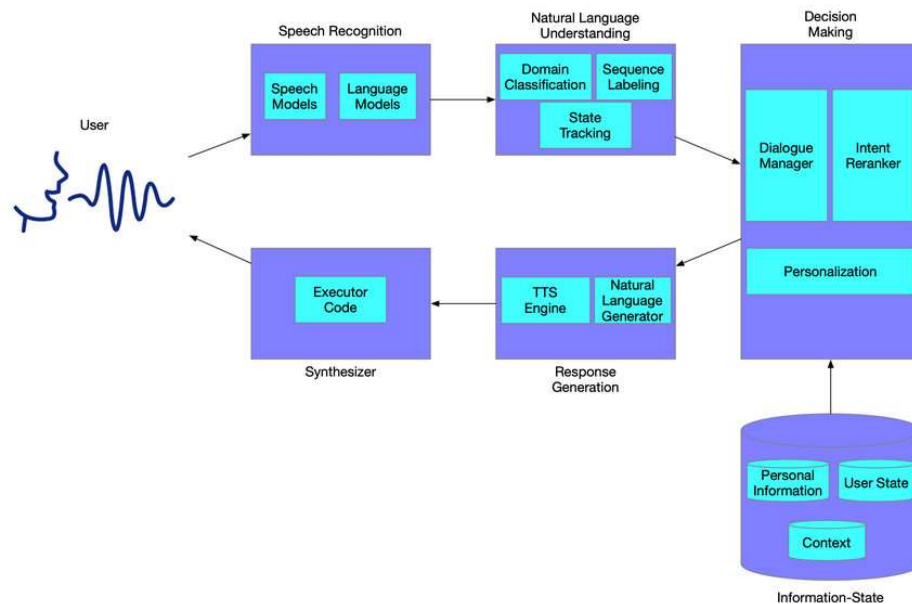 Speech Recognition
Natural Language
Understanding
Decision
Making
User
Speech
Models
Language
Models
Domain
Classification
Sequence
Labeling
State
Tracking
Dialogue
Manager
Intent
Reranker
Personalization
Executor
Code
TTS
Engine
Natural
Language
Generator
Synthesizer
Response
Generation
Personal
Information
User State
Context
Information-State